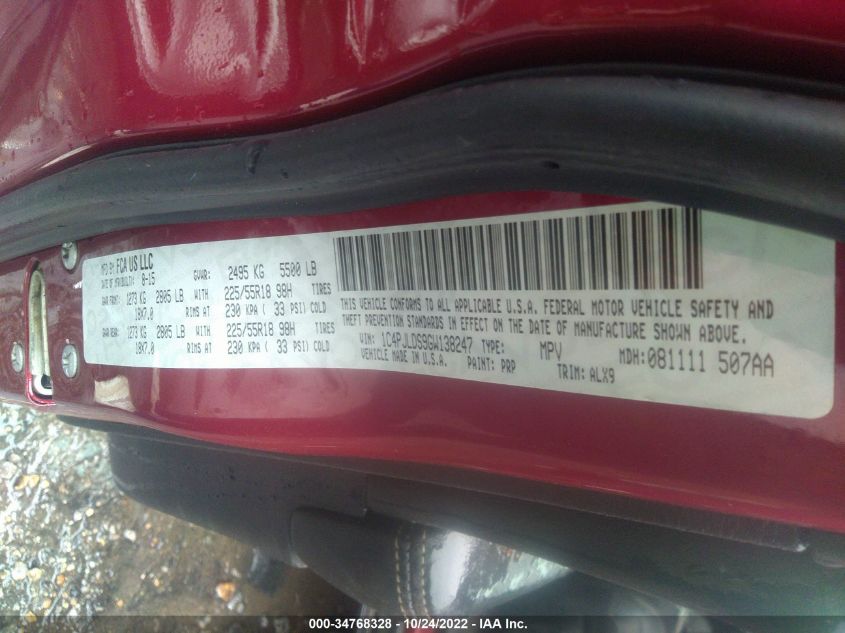 MFD BY FCA US LLC
DATE OF MFR(BUILT): 8-15 GVWR: 2495 KG 5500 LB
GAWR FRONT: 1273 KG 2805 LB WITH 225/55R18 98H TIRES
18X7.0 RIMS AT 230 KPA ( 33 PSI) COLD
GAWR REAR: 1273 KG 2805 LB WITH 225/55R18 98H TIRES
18X7.0 RIMS AT 230 KPA ( 33 PSI) COLD
THIS VEHICLE CONFORMS TO ALL APPLICABLE U.S.A. FEDERAL MOTOR VEHICLE SAFETY AND
THEFT PREVENTION STANDARDS IN EFFECT ON THE DATE OF MANUFACTURE SHOWN ABOVE.
VIN: 1C4PJLDS9GW138247 TYPE: MPV MDH: 081111 507AA
VEHICLE MADE IN U.S.A. PAINT: PRP TRIM: ALX9
000-34768328 - 10/24/2022 - IAA Inc.